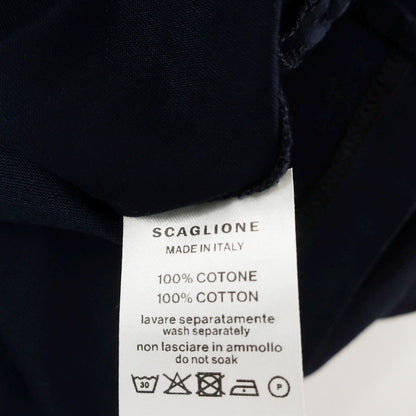 SCAGLIONE
MADE IN ITALY
100% COTONE
100% COTTON
lavare separatamente
wash separately
non lasciare in ammollo
do not soak
30 P